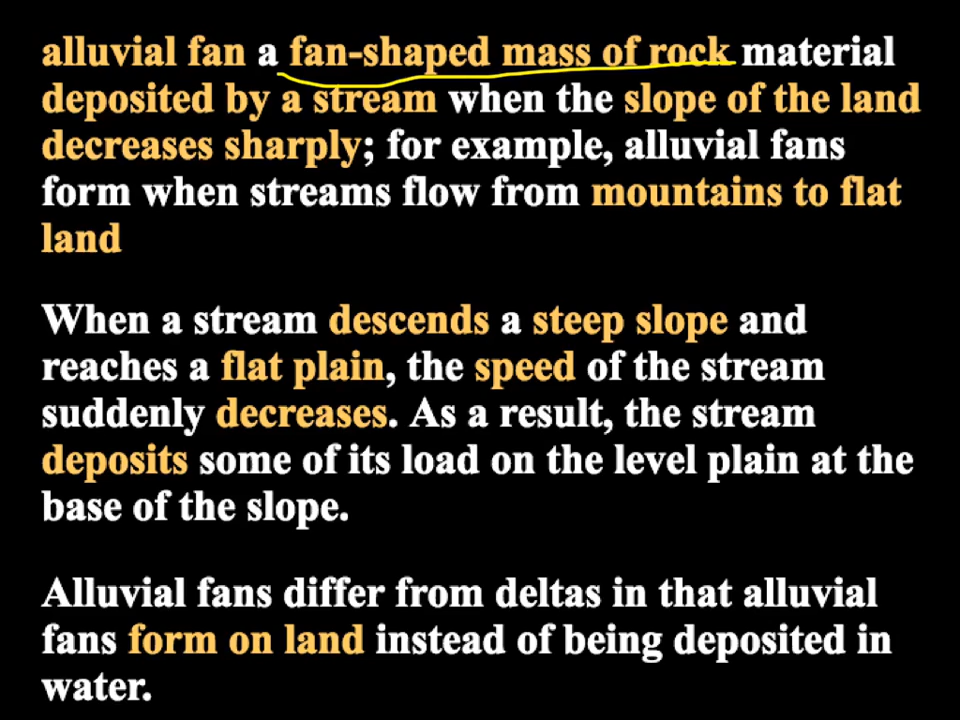 alluvial fan a fan-shaped mass of rock material
deposited by a stream when the slope of the land
decreases sharply; for example, alluvial fans
form when streams flow from mountains to flat
land
When a stream descends a steep slope and
reaches a flat plain, the speed of the stream
suddenly decreases. As a result, the stream
deposits some of its load on the level plain at the
base of the slope.
Alluvial fans differ from deltas in that alluvial
fans form on land instead of being deposited in
water.